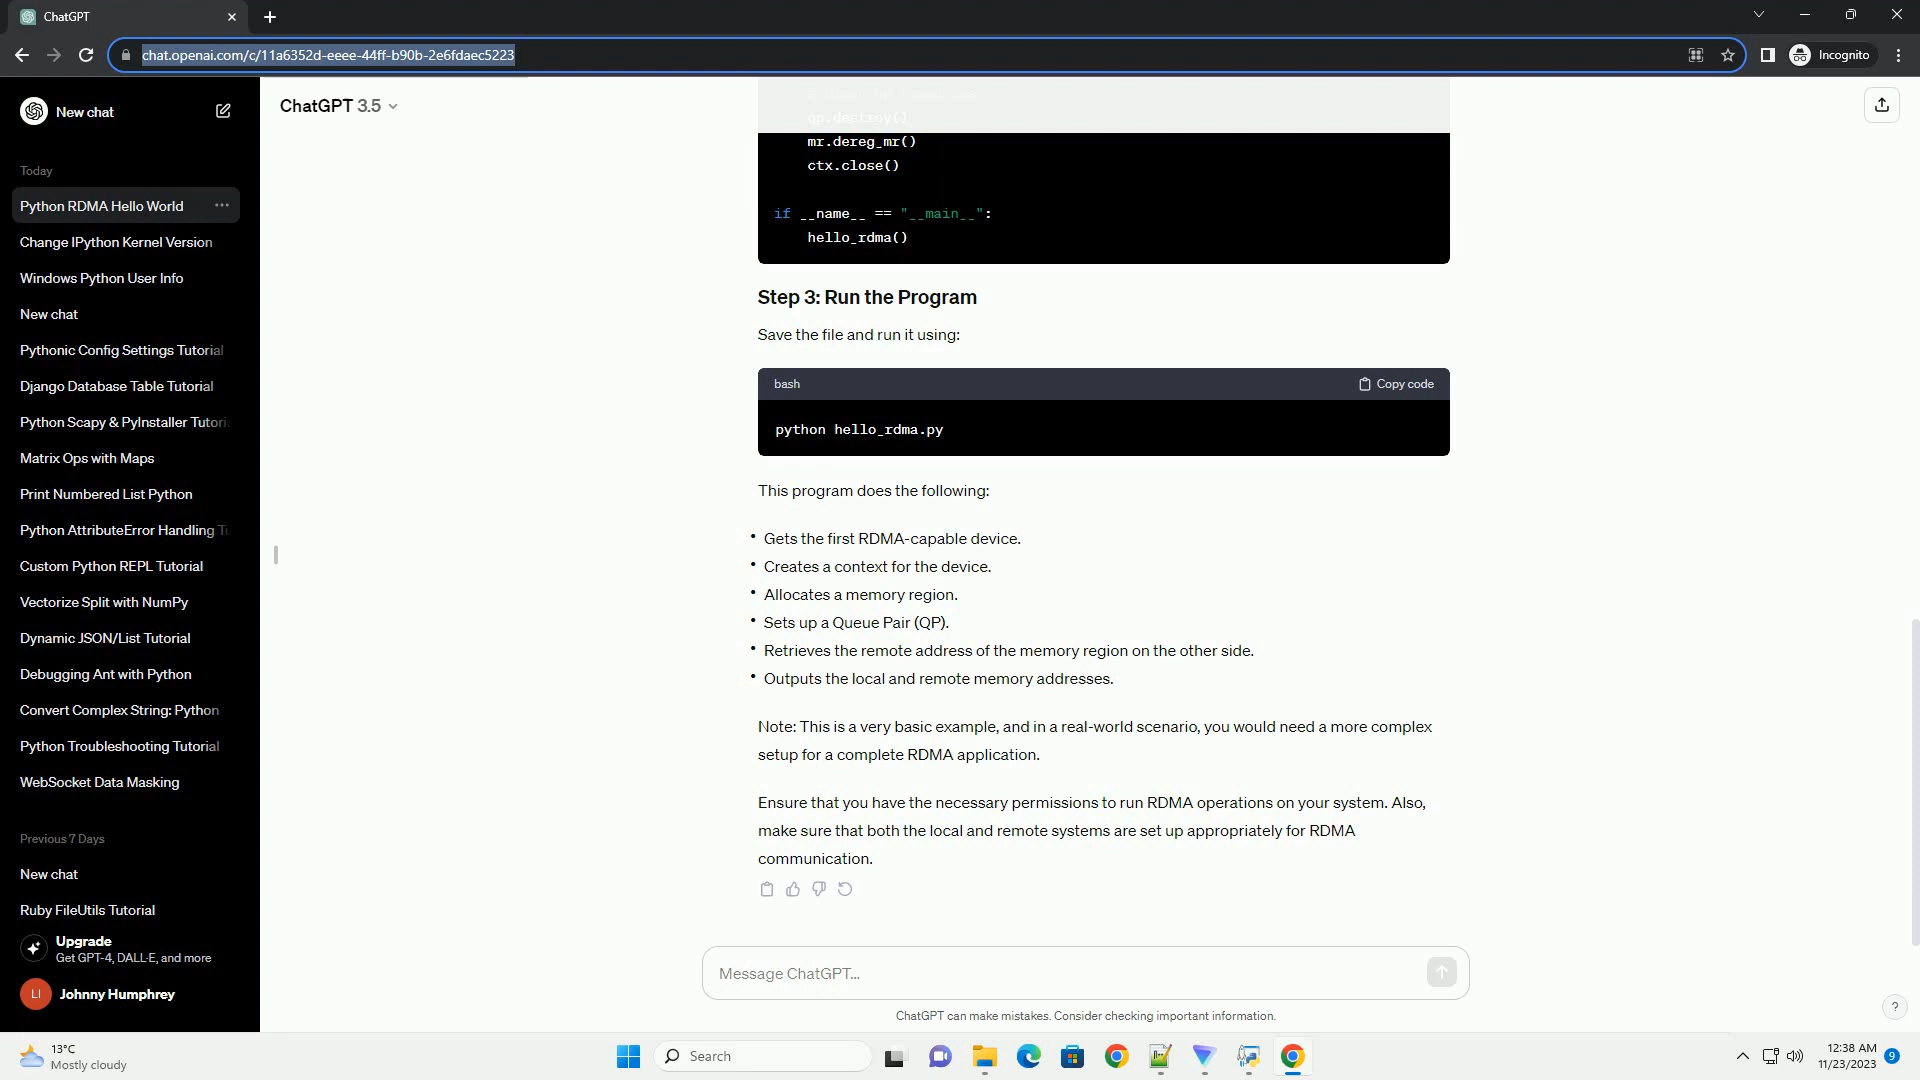 ChatGPT
chat.openai.com/c/11a6352d-eeee-44ff-b90b-2e6fdaec5223
Incognito
New chat
Today
Python RDMA Hello World
Change IPython Kernel Version
Windows Python User Info
New chat
Pythonic Config Settings Tutorial
Django Database Table Tutorial
Python Scapy & PyInstaller Tutori
Matrix Ops with Maps
Print Numbered List Python
Python AttributeError Handling Tu
Custom Python REPL Tutorial
Vectorize Split with NumPy
Dynamic JSON/List Tutorial
Debugging Ant with Python
Convert Complex String: Python
Python Troubleshooting Tutorial
WebSocket Data Masking
Previous 7 Days
New chat
Ruby FileUtils Tutorial
Upgrade
Get GPT-4, DALL·E, and more
LI
Johnny Humphrey
ChatGPT 3.5
qp.destroy()
mr.dereg_mr()
ctx.close()
if __name__ == "__main__":
hello_rdma()
Step 3: Run the Program
Save the file and run it using:
bash
Copy code
python hello_rdma.py
This program does the following:
• Gets the first RDMA-capable device.
• Creates a context for the device.
• Allocates a memory region.
• Sets up a Queue Pair (QP).
• Retrieves the remote address of the memory region on the other side.
• Outputs the local and remote memory addresses.
Note: This is a very basic example, and in a real-world scenario, you would need a more complex
setup for a complete RDMA application.
Ensure that you have the necessary permissions to run RDMA operations on your system. Also,
make sure that both the local and remote systems are set up appropriately for RDMA
communication.
Message ChatGPT...
ChatGPT can make mistakes. Consider checking important information.
?
13°C
Mostly cloudy
Search
12:38 AM
11/23/2023
9